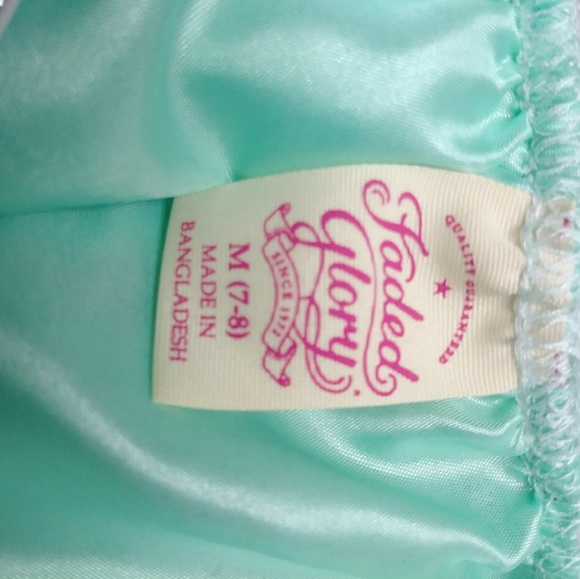 QUALITY GUARANTEED
Faded
Glory
SINCE 1972
M (7-8)
MADE IN
BANGLADESH